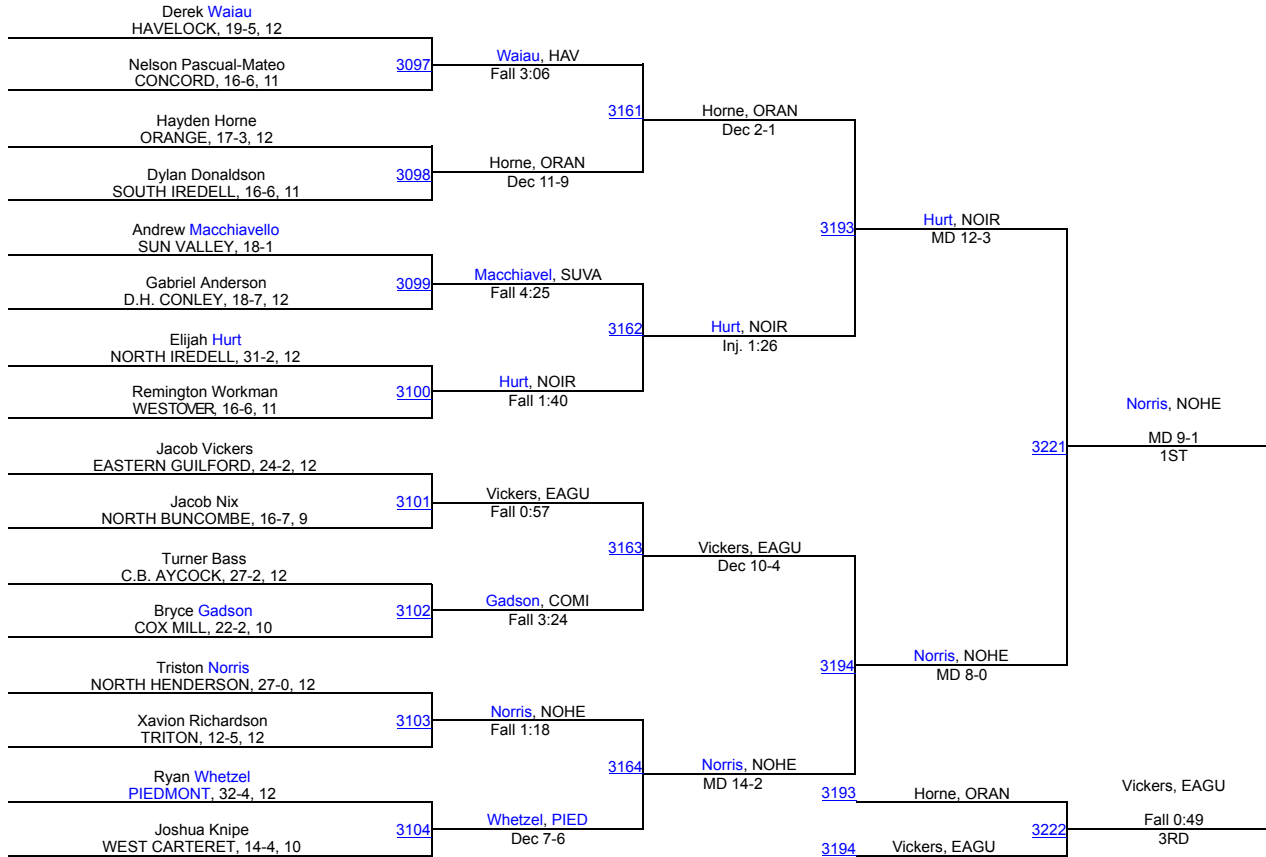 Derek Waiau
HAVELOCK, 19-5, 12
Nelson Pascual-Mateo
CONCORD, 16-6, 11
3097
Waiau, HAV
Fall 3:06
Hayden Horne
ORANGE, 17-3, 12
Dylan Donaldson
SOUTH IREDELL, 16-6, 11
3098
Horne, ORAN
Dec 11-9
3161
Horne, ORAN
Dec 2-1
Andrew Macchiavello
SUN VALLEY, 18-1
Gabriel Anderson
D.H. CONLEY, 18-7, 12
3099
Macchiavel, SUVA
Fall 4:25
Elijah Hurt
NORTH IREDELL, 31-2, 12
Remington Workman
WESTOVER, 16-6, 11
3100
Hurt, NOIR
Fall 1:40
3162
Hurt, NOIR
Inj. 1:26
3193
Hurt, NOIR
MD 12-3
Jacob Vickers
EASTERN GUILFORD, 24-2, 12
Jacob Nix
NORTH BUNCOMBE, 16-7, 9
3101
Vickers, EAGU
Fall 0:57
Turner Bass
C.B. AYCOCK, 27-2, 12
Bryce Gadson
COX MILL, 22-2, 10
3102
Gadson, COMI
Fall 3:24
3163
Vickers, EAGU
Dec 10-4
Triston Norris
NORTH HENDERSON, 27-0, 12
Xavion Richardson
TRITON, 12-5, 12
3103
Norris, NOHE
Fall 1:18
Ryan Whetzel
PIEDMONT, 32-4, 12
Joshua Knipe
WEST CARTERET, 14-4, 10
3104
Whetzel, PIED
Dec 7-6
3164
Norris, NOHE
MD 14-2
3194
Norris, NOHE
MD 8-0
3221
Norris, NOHE
MD 9-1
1ST
3193
Horne, ORAN
3194
Vickers, EAGU
3222
Vickers, EAGU
Fall 0:49
3RD